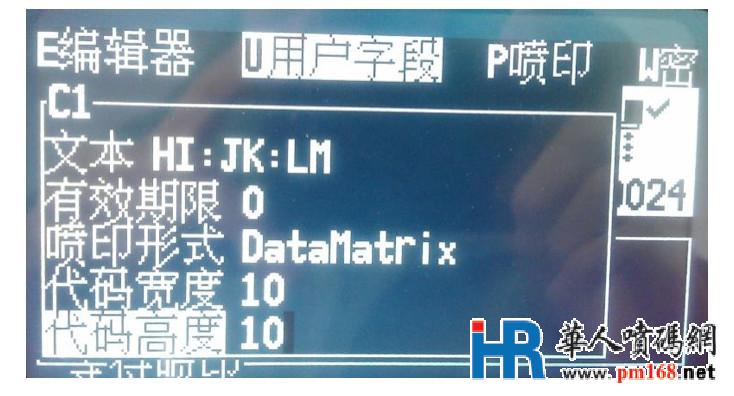 E编辑器 U用户字段 P喷印 W密
C1
文本 HI:JK:LM
有效期限 0
0024
喷印形式 DataMatrix
代码宽度 10
代码高度 10
HR 華人噴碼網
www.pm168.net